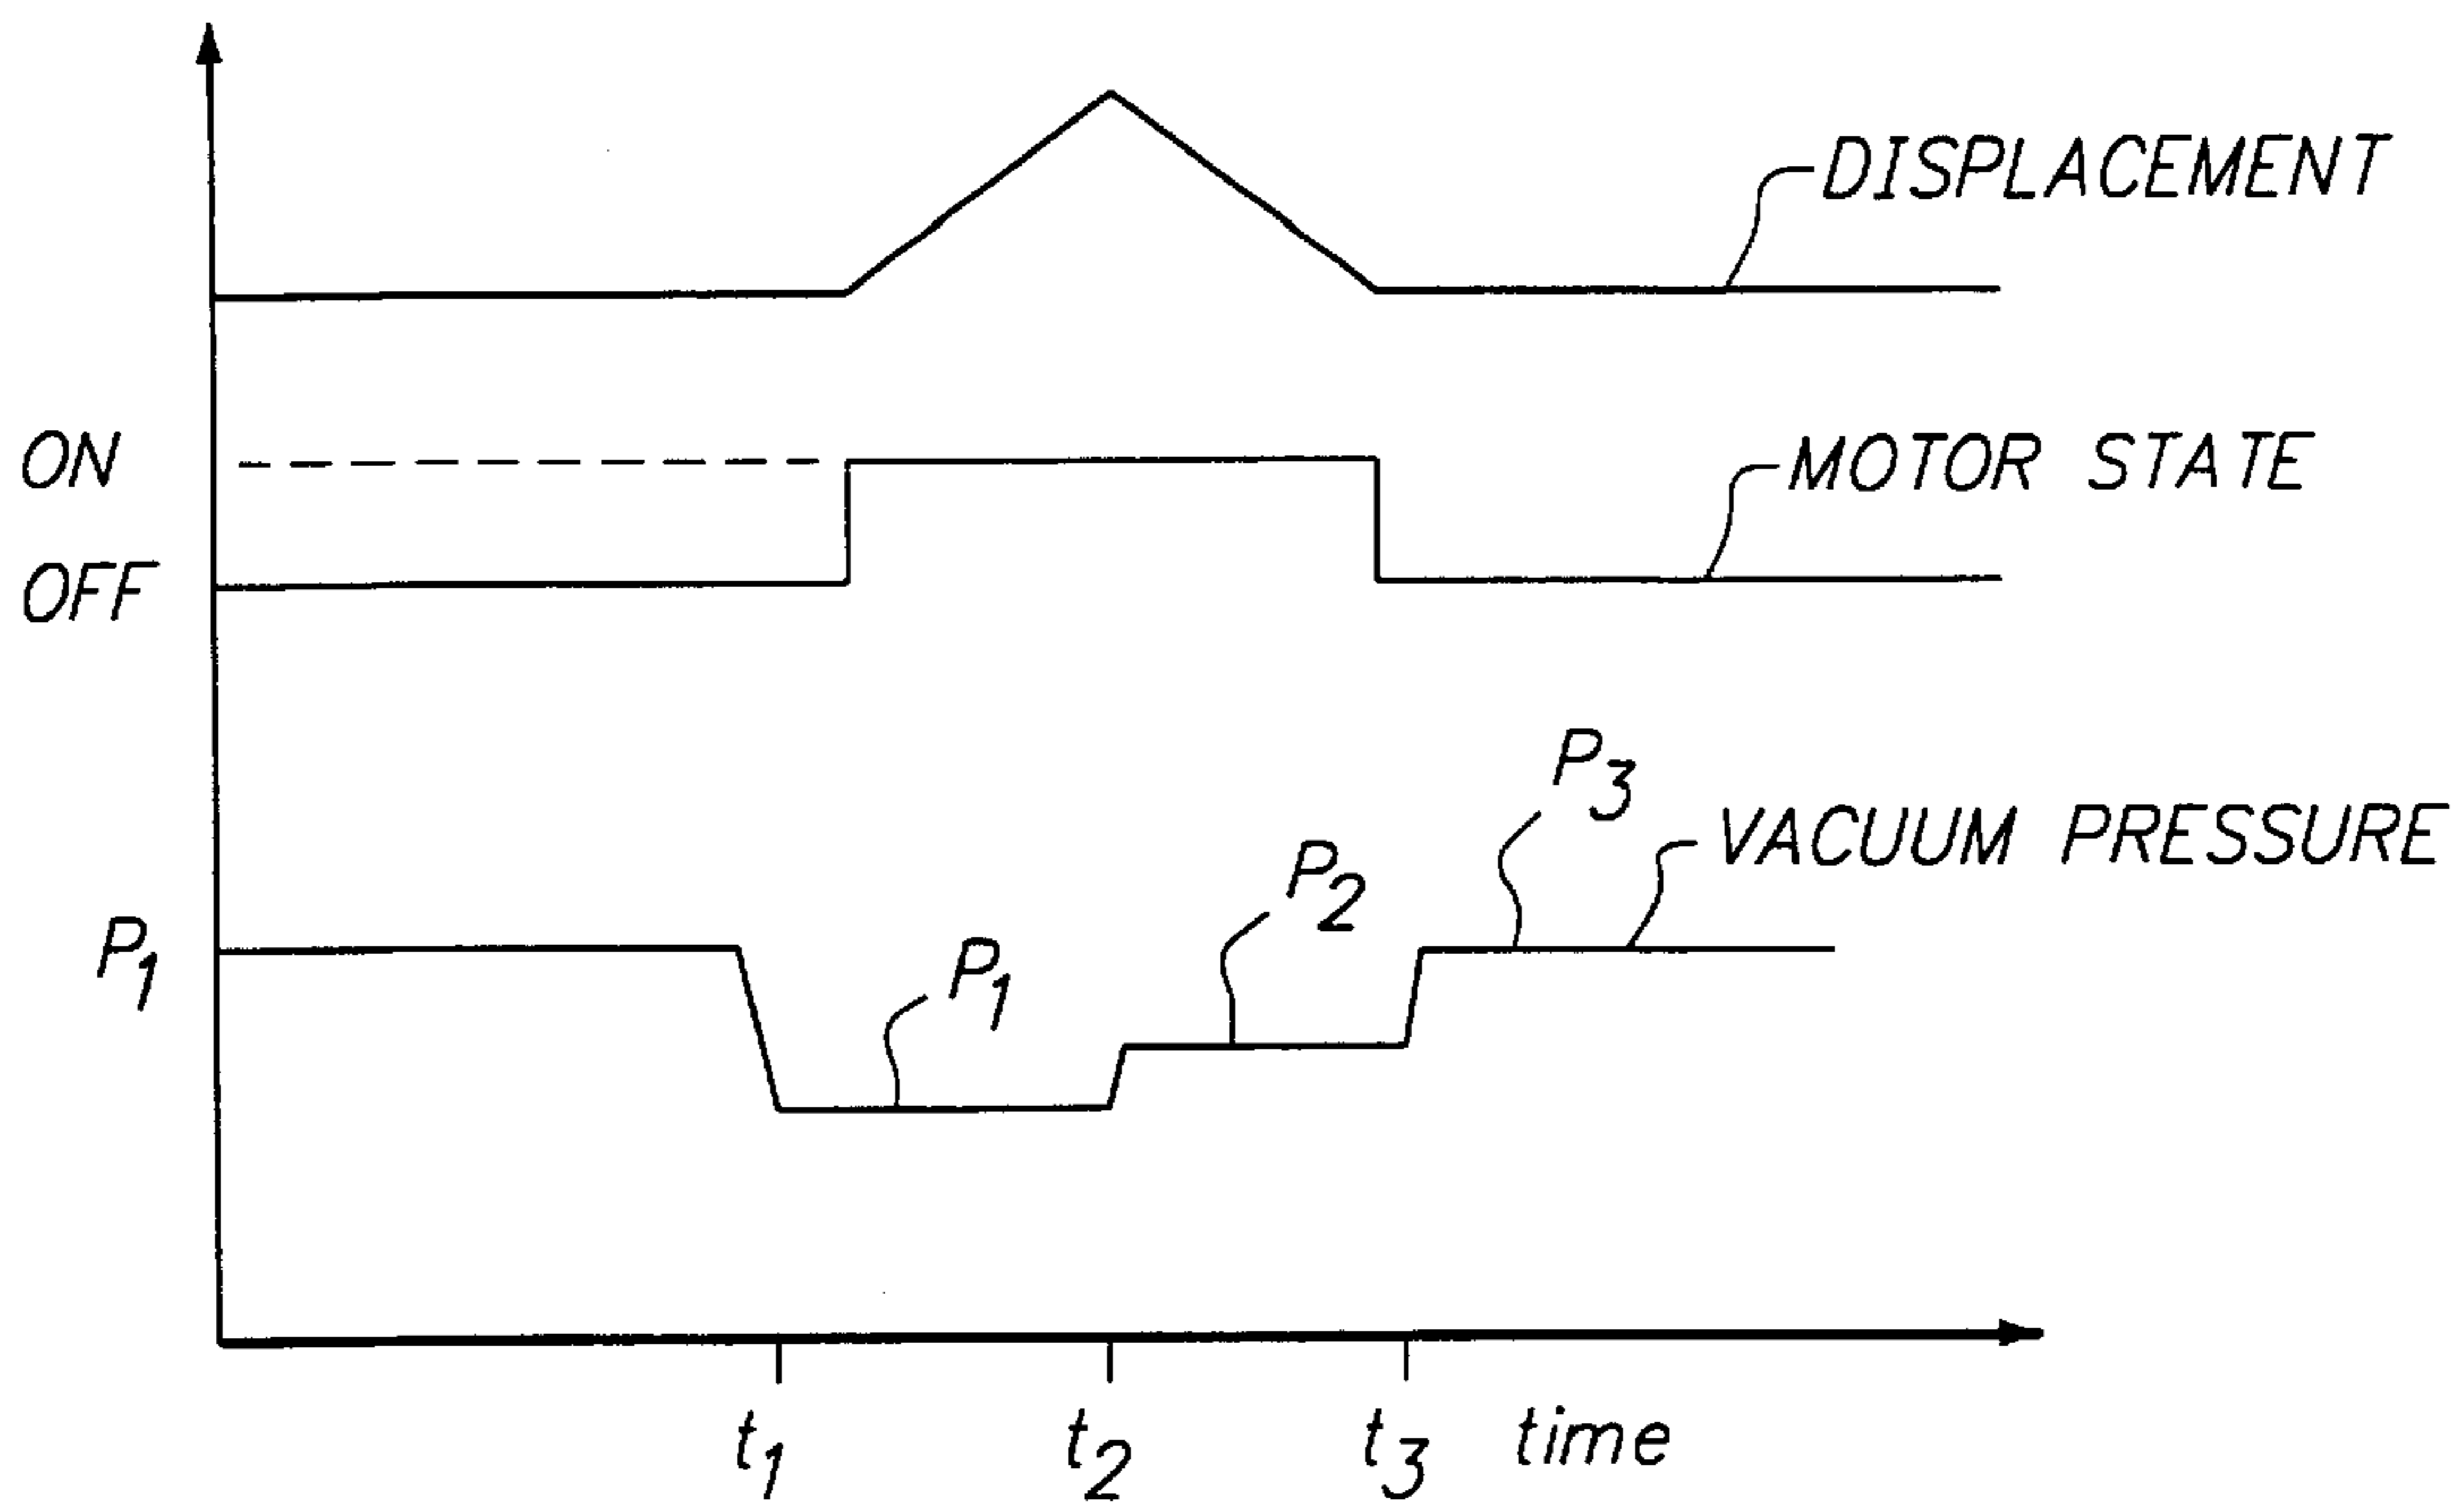 DISPLACEMENT
ON
MOTOR STATE
OFF
P3
VACUUM PRESSURE
P2
P1
P1
t1
t2
t3
time